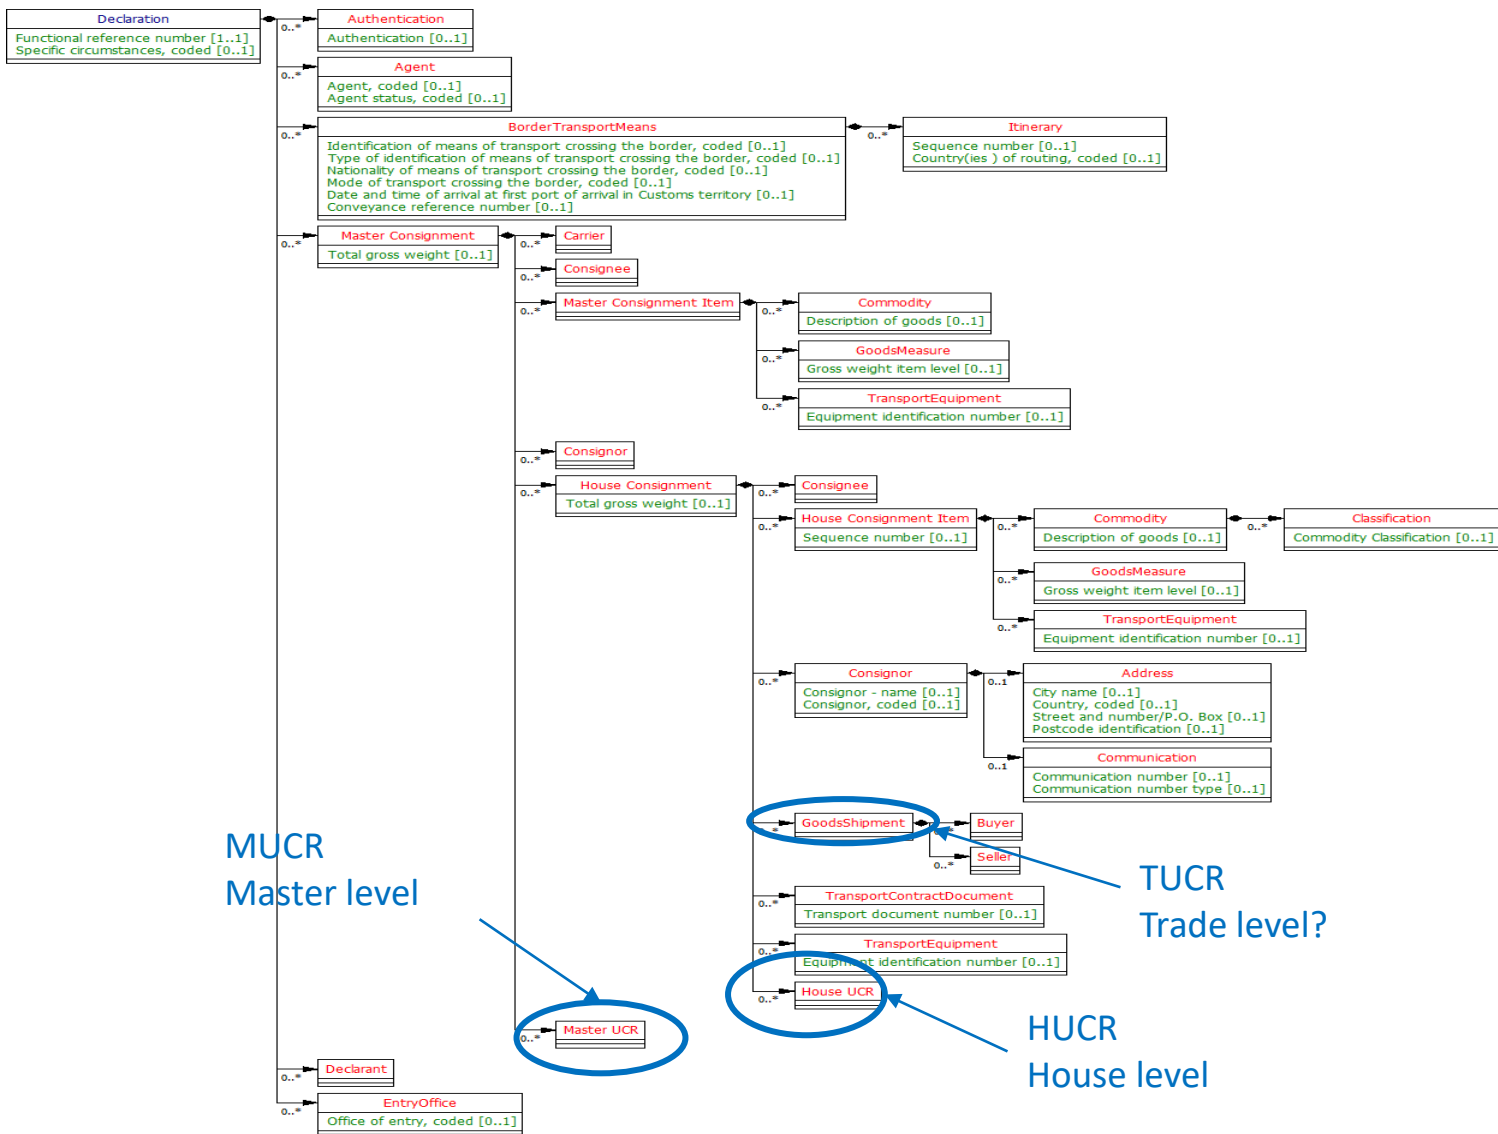 Declaration
Functional reference number [1..1]
Specific circumstances, coded [0..1]
0..*
Authentication
Authentication [0..1]
0..*
Agent
Agent, coded [0..1]
Agent status, coded [0..1]
0..*
BorderTransportMeans
Identification of means of transport crossing the border, coded [0..1]
Type of identification of means of transport crossing the border, coded [0..1]
Nationality of means of transport crossing the border, coded [0..1]
Mode of transport crossing the border, coded [0..1]
Date and time of arrival at first port of arrival in Customs territory [0..1]
Conveyance reference number [0..1]
0..*
Itinerary
Sequence number [0..1]
Country(ies ) of routing, coded [0..1]
0..*
Master Consignment
Total gross weight [0..1]
0..*
Carrier
0..*
Consignee
0..*
Master Consignment Item
0..*
Commodity
Description of goods [0..1]
0..*
GoodsMeasure
Gross weight item level [0..1]
0..*
TransportEquipment
Equipment identification number [0..1]
0..*
Consignor
0..*
House Consignment
Total gross weight [0..1]
0..*
Consignee
0..*
House Consignment Item
Sequence number [0..1]
0..*
Commodity
Description of goods [0..1]
0..*
Classification
Commodity Classification [0..1]
0..*
GoodsMeasure
Gross weight item level [0..1]
0..*
TransportEquipment
Equipment identification number [0..1]
0..*
Consignor
Consignor - name [0..1]
Consignor, coded [0..1]
0..1
Address
City name [0..1]
Country, coded [0..1]
Street and number/P.O. Box [0..1]
Postcode identification [0..1]
0..1
Communication
Communication number [0..1]
Communication number type [0..1]
0..*
GoodsShipment
0..*
Buyer
0..*
Seller
MUCR
Master level
TUCR
Trade level?
0..*
TransportContractDocument
Transport document number [0..1]
0..*
TransportEquipment
Equipment identification number [0..1]
0..*
House UCR
0..*
Master UCR
HUCR
House level
0..*
Declarant
0..*
EntryOffice
Office of entry, coded [0..1]